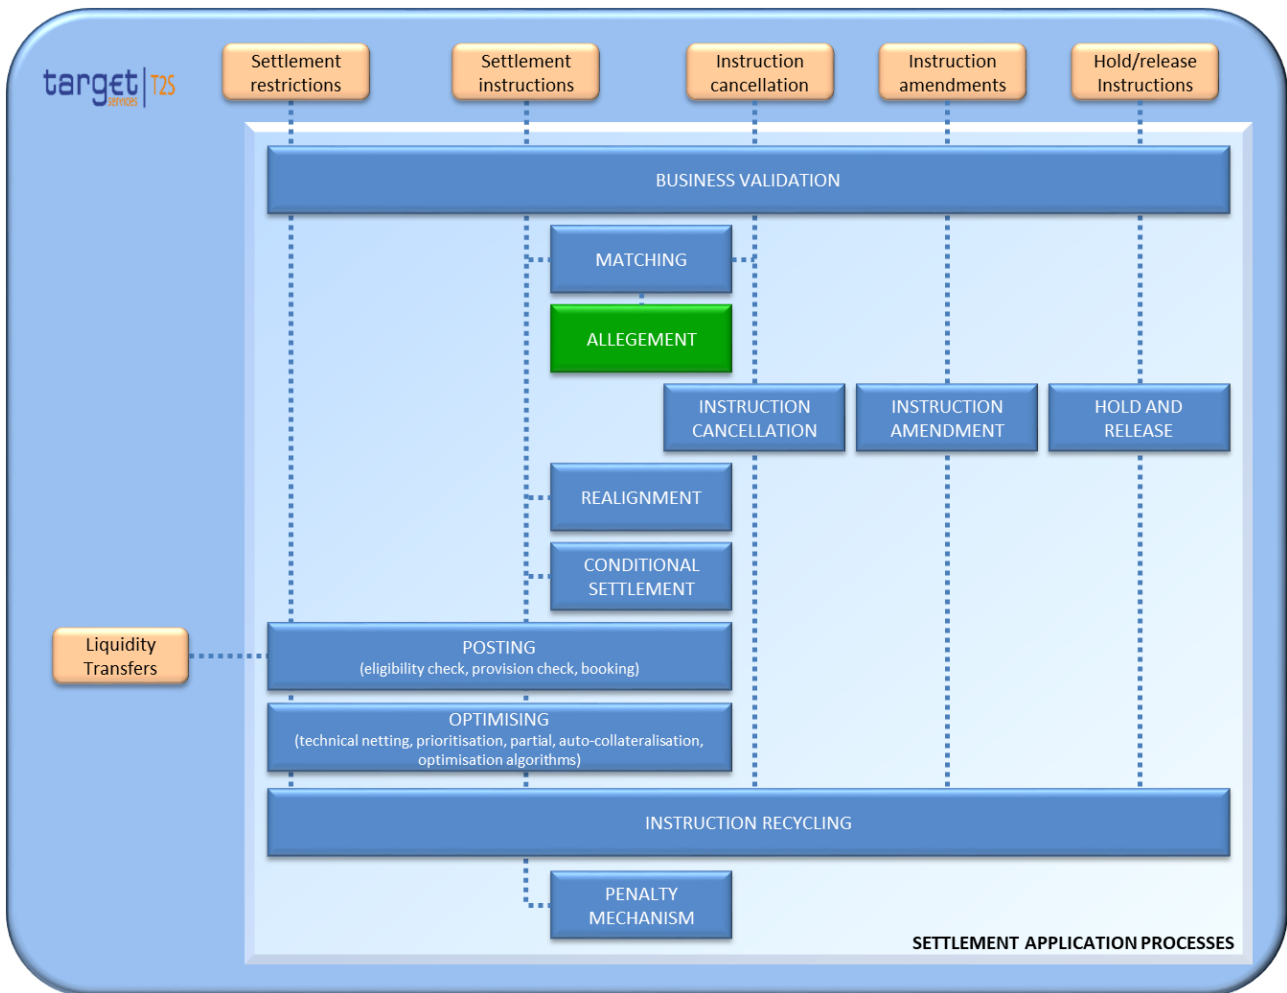 Settlement
restrictions
Settlement
instructions
Instruction
cancellation
Instruction
amendments
Hold/release
Instructions
target | T2S
services
BUSINESS VALIDATION
MATCHING
ALLEGEMENT
INSTRUCTION
CANCELLATION
INSTRUCTION
AMENDMENT
HOLD AND
RELEASE
REALIGNMENT
CONDITIONAL
SETTLEMENT
Liquidity
Transfers
POSTING
(eligibility check, provision check, booking)
OPTIMISING
(technical netting, prioritisation, partial, auto-collateralisation,
optimisation algorithms)
INSTRUCTION RECYCLING
PENALTY
MECHANISM
SETTLEMENT APPLICATION PROCESSES